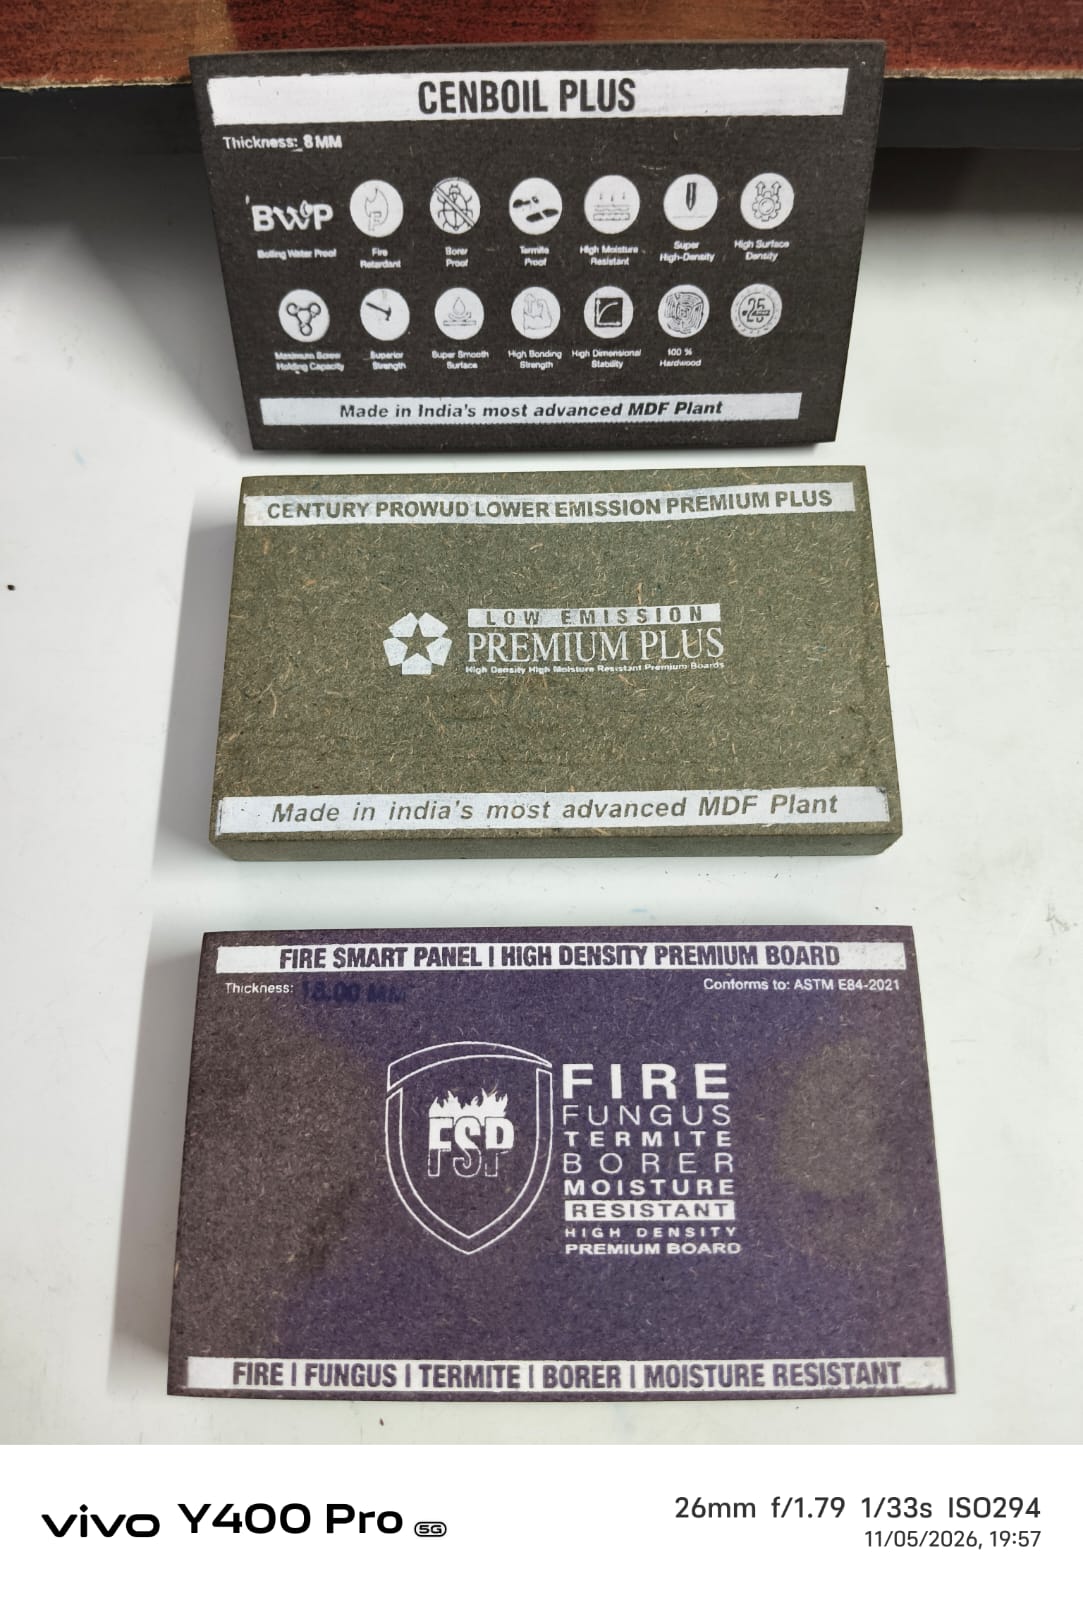 CENBOIL PLUS
Thickness: 8 MM
BWP
Boiling Water Proof
Fire Retardant
Borer Proof
Termite Proof
High Moisture Resistant
Super High-Density
High Surface Density
Maximum Screw Holding Capacity
Superior Strength
Super Smooth Surface
High Bonding Strength
High Dimensional Stability
100 % Hardwood
25
Made in India's most advanced MDF Plant
CENTURY PROWUD LOWER EMISSION PREMIUM PLUS
LOW EMISSION
PREMIUM PLUS
High Density High Moisture Resistant Premium Boards
Made in india's most advanced MDF Plant
FIRE SMART PANEL | HIGH DENSITY PREMIUM BOARD
Thickness: 18.00 MM
Conforms to: ASTM E84-2021
FSP
FIRE
FUNGUS
TERMITE
BORER
MOISTURE
RESISTANT
HIGH DENSITY
PREMIUM BOARD
FIRE | FUNGUS | TERMITE | BORER | MOISTURE RESISTANT
vivo Y400 Pro 5G
26mm f/1.79 1/33s ISO294
11/05/2026, 19:57